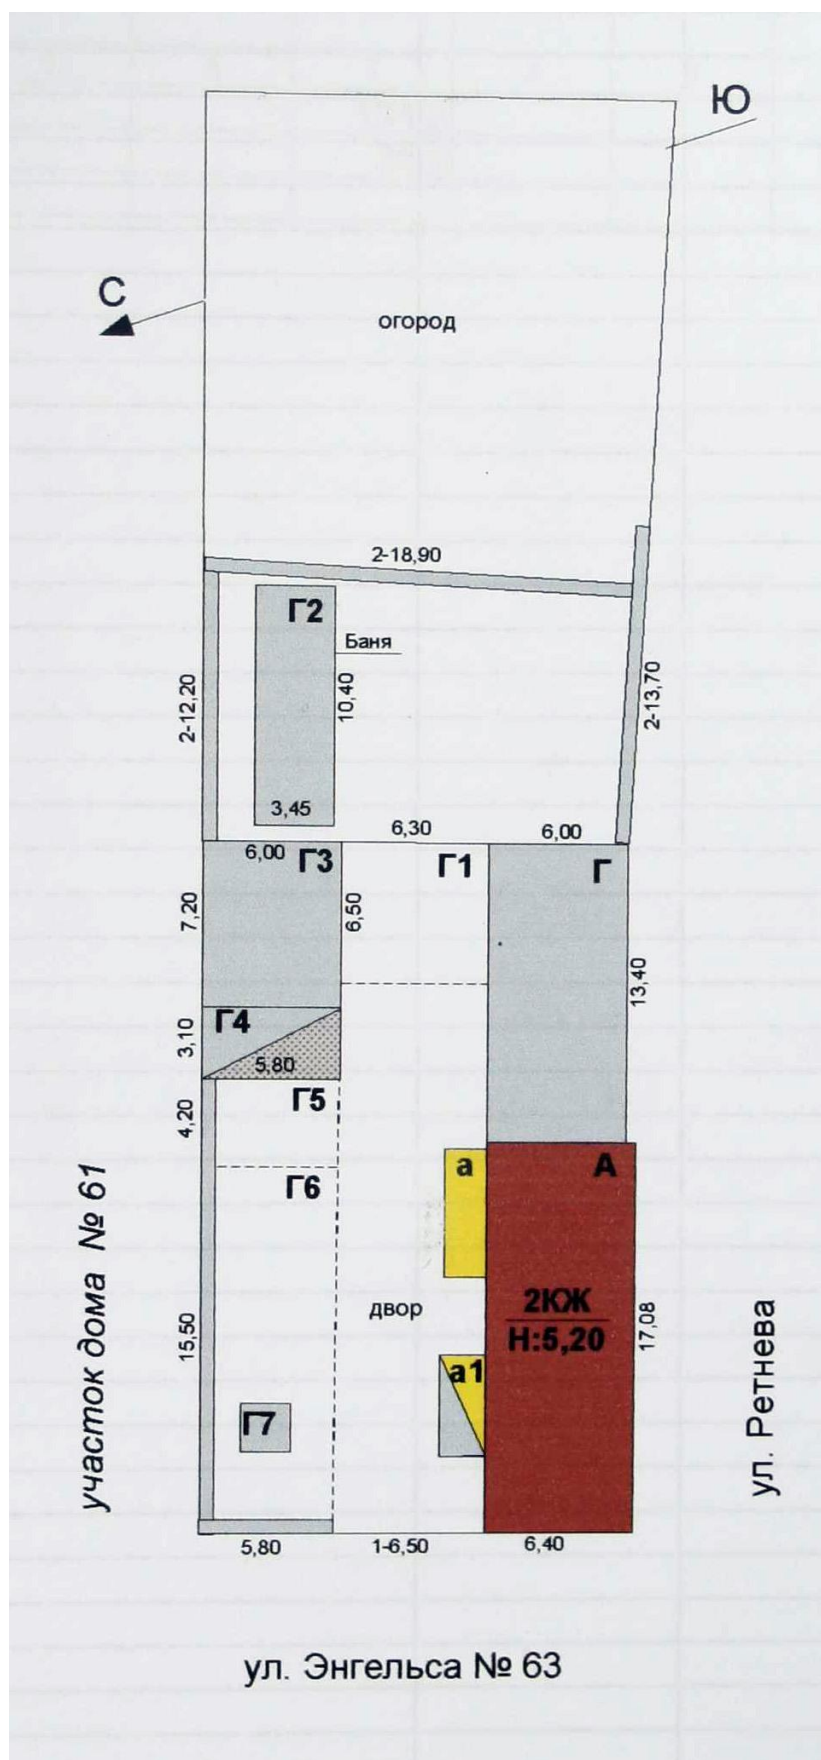 Ю
С
огород
2-18,90
Г2
Баня
2-12,20
10,40
2-13,70
3,45
6,30
6,00
6,00
Г3
Г1
Г
7,20
6,50
13,40
Г4
3,10
5,80
Г5
4,20
а
А
Г6
участок дома № 61
двор
2КЖ
Н:5,20
15,50
17,08
ул. Ретнева
а1
Г7
5,80
1-6,50
6,40
ул. Энгельса № 63